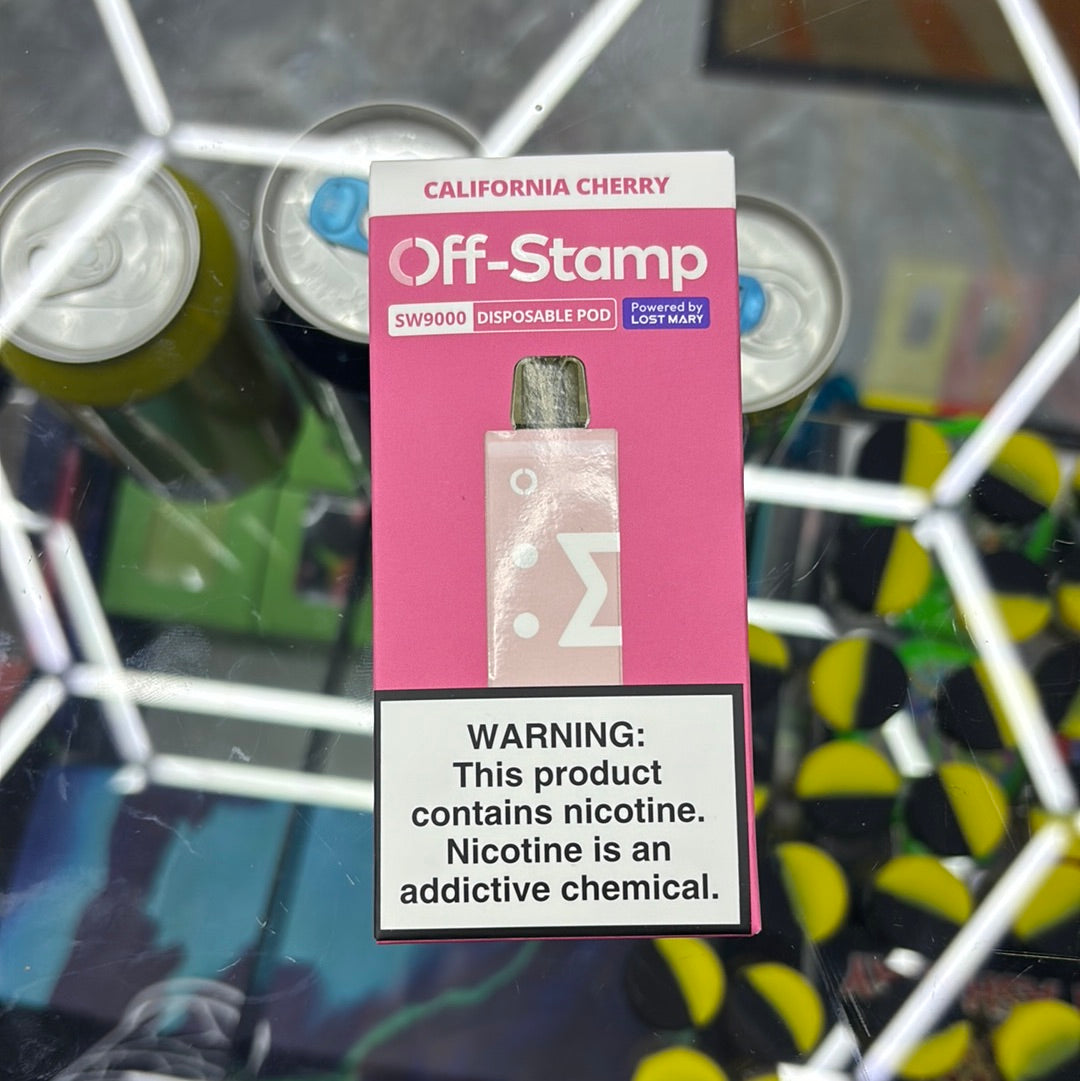 CALIFORNIA CHERRY
Off-Stamp
SW9000 DISPOSABLE POD Powered by LOST MARY
WARNING:
This product
contains nicotine.
Nicotine is an
addictive chemical.